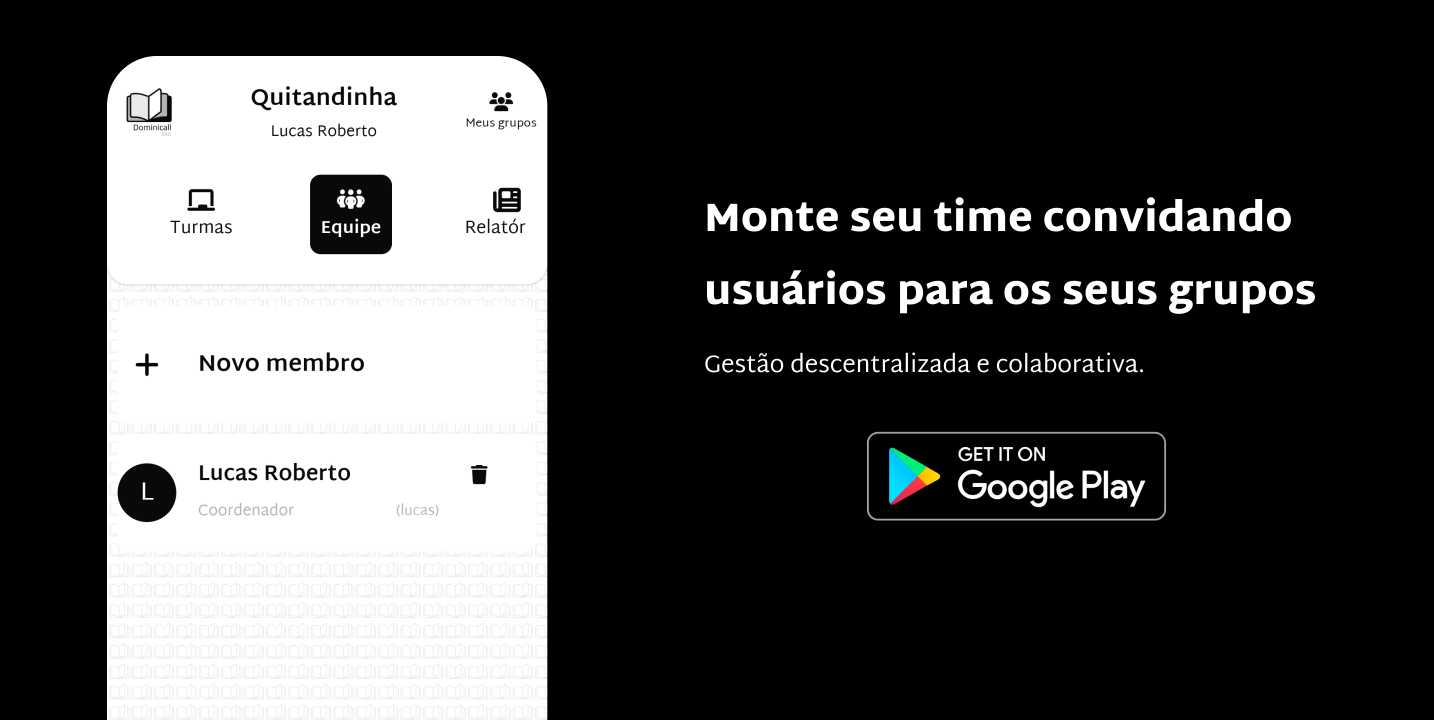 Quitandinha
Lucas Roberto
Dominicall
Meus grupos
Turmas
Equipe
Relatór
Novo membro
L
Lucas Roberto
Coordenador
(lucas)
Monte seu time convidando
usuários para os seus grupos
Gestão descentralizada e colaborativa.
GET IT ON
Google Play